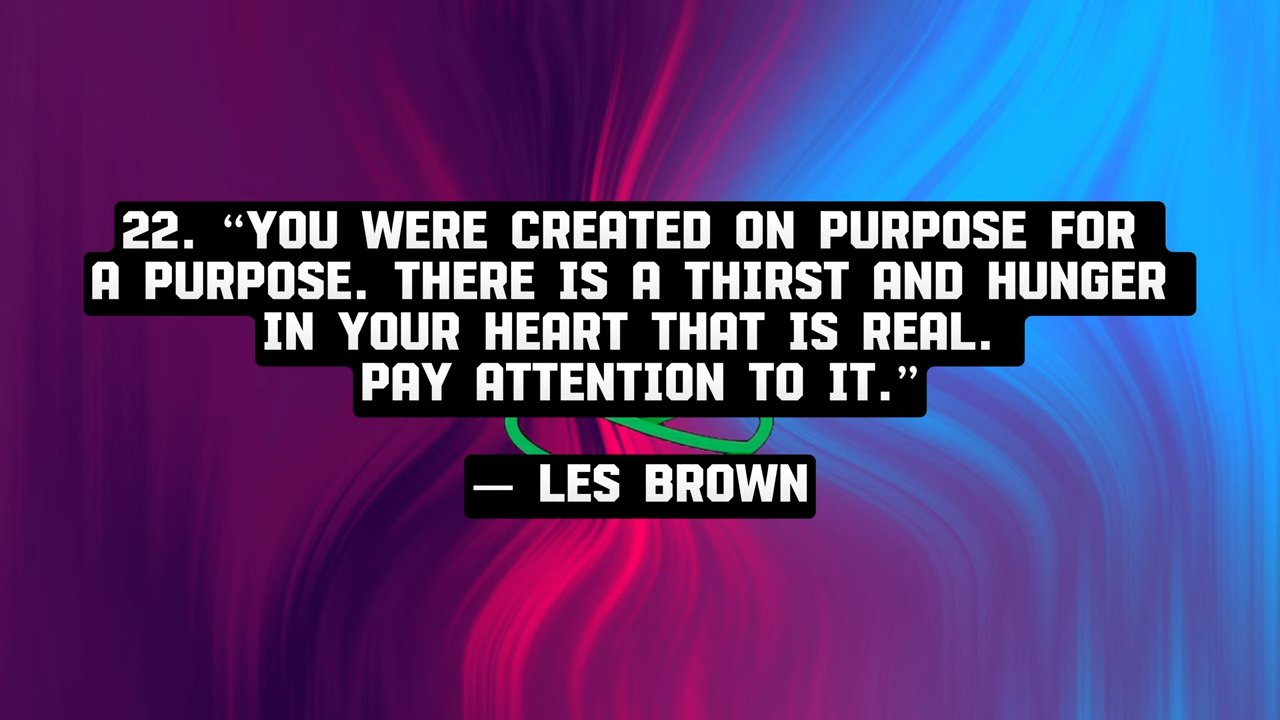 22. “YOU WERE CREATED ON PURPOSE FOR
A PURPOSE. THERE IS A THIRST AND HUNGER
IN YOUR HEART THAT IS REAL.
PAY ATTENTION TO IT.”
— LES BROWN